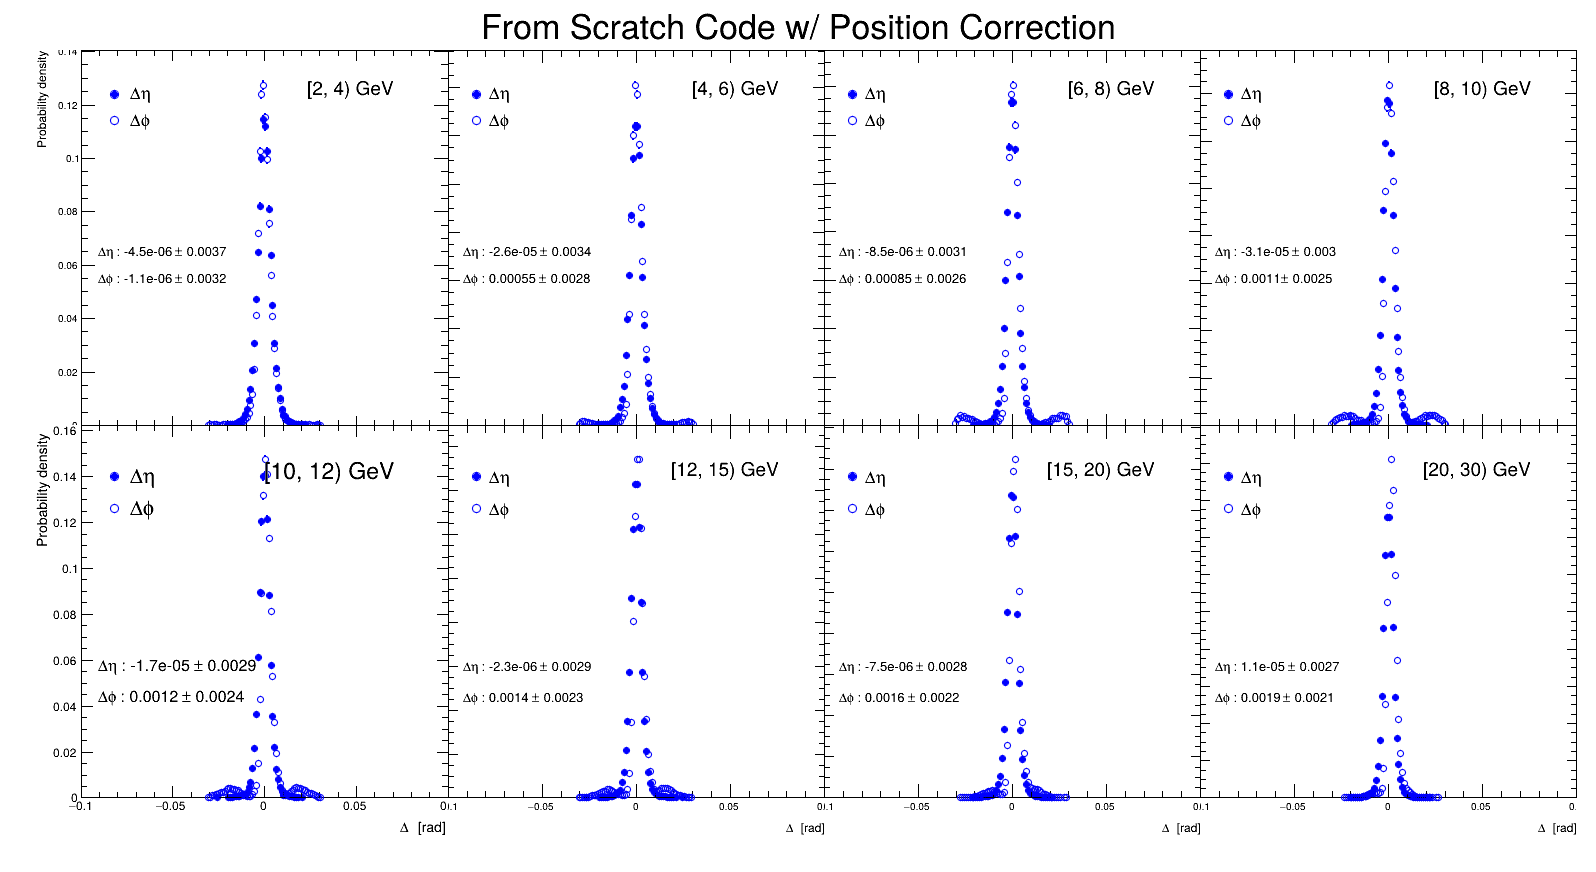 From Scratch Code w/ Position Correction
Probability density
0.14
0.12
0.1
0.08
0.06
0.04
0.02
0
Δη
Δϕ
[2, 4) GeV
Δη : -4.5e-06 ± 0.0037
Δϕ : -1.1e-06 ± 0.0032
Δη
Δϕ
[4, 6) GeV
Δη : -2.6e-05 ± 0.0034
Δϕ : 0.00055 ± 0.0028
Δη
Δϕ
[6, 8) GeV
Δη : -8.5e-06 ± 0.0031
Δϕ : 0.00085 ± 0.0026
Δη
Δϕ
[8, 10) GeV
Δη : -3.1e-05 ± 0.003
Δϕ : 0.0011 ± 0.0025
Probability density
0.16
0.14
0.12
0.1
0.08
0.06
0.04
0.02
0
Δη
Δϕ
[10, 12) GeV
Δη : -1.7e-05 ± 0.0029
Δϕ : 0.0012 ± 0.0024
−0.1 −0.05 0 0.05
Δ [rad]
Δη
Δϕ
[12, 15) GeV
Δη : -2.3e-06 ± 0.0029
Δϕ : 0.0014 ± 0.0023
0.1 −0.05 0 0.05
Δ [rad]
Δη
Δϕ
[15, 20) GeV
Δη : -7.5e-06 ± 0.0028
Δϕ : 0.0016 ± 0.0022
0.1 −0.05 0 0.05
Δ [rad]
Δη
Δϕ
[20, 30) GeV
Δη : 1.1e-05 ± 0.0027
Δϕ : 0.0019 ± 0.0021
0.1 −0.05 0 0.05
Δ [rad]